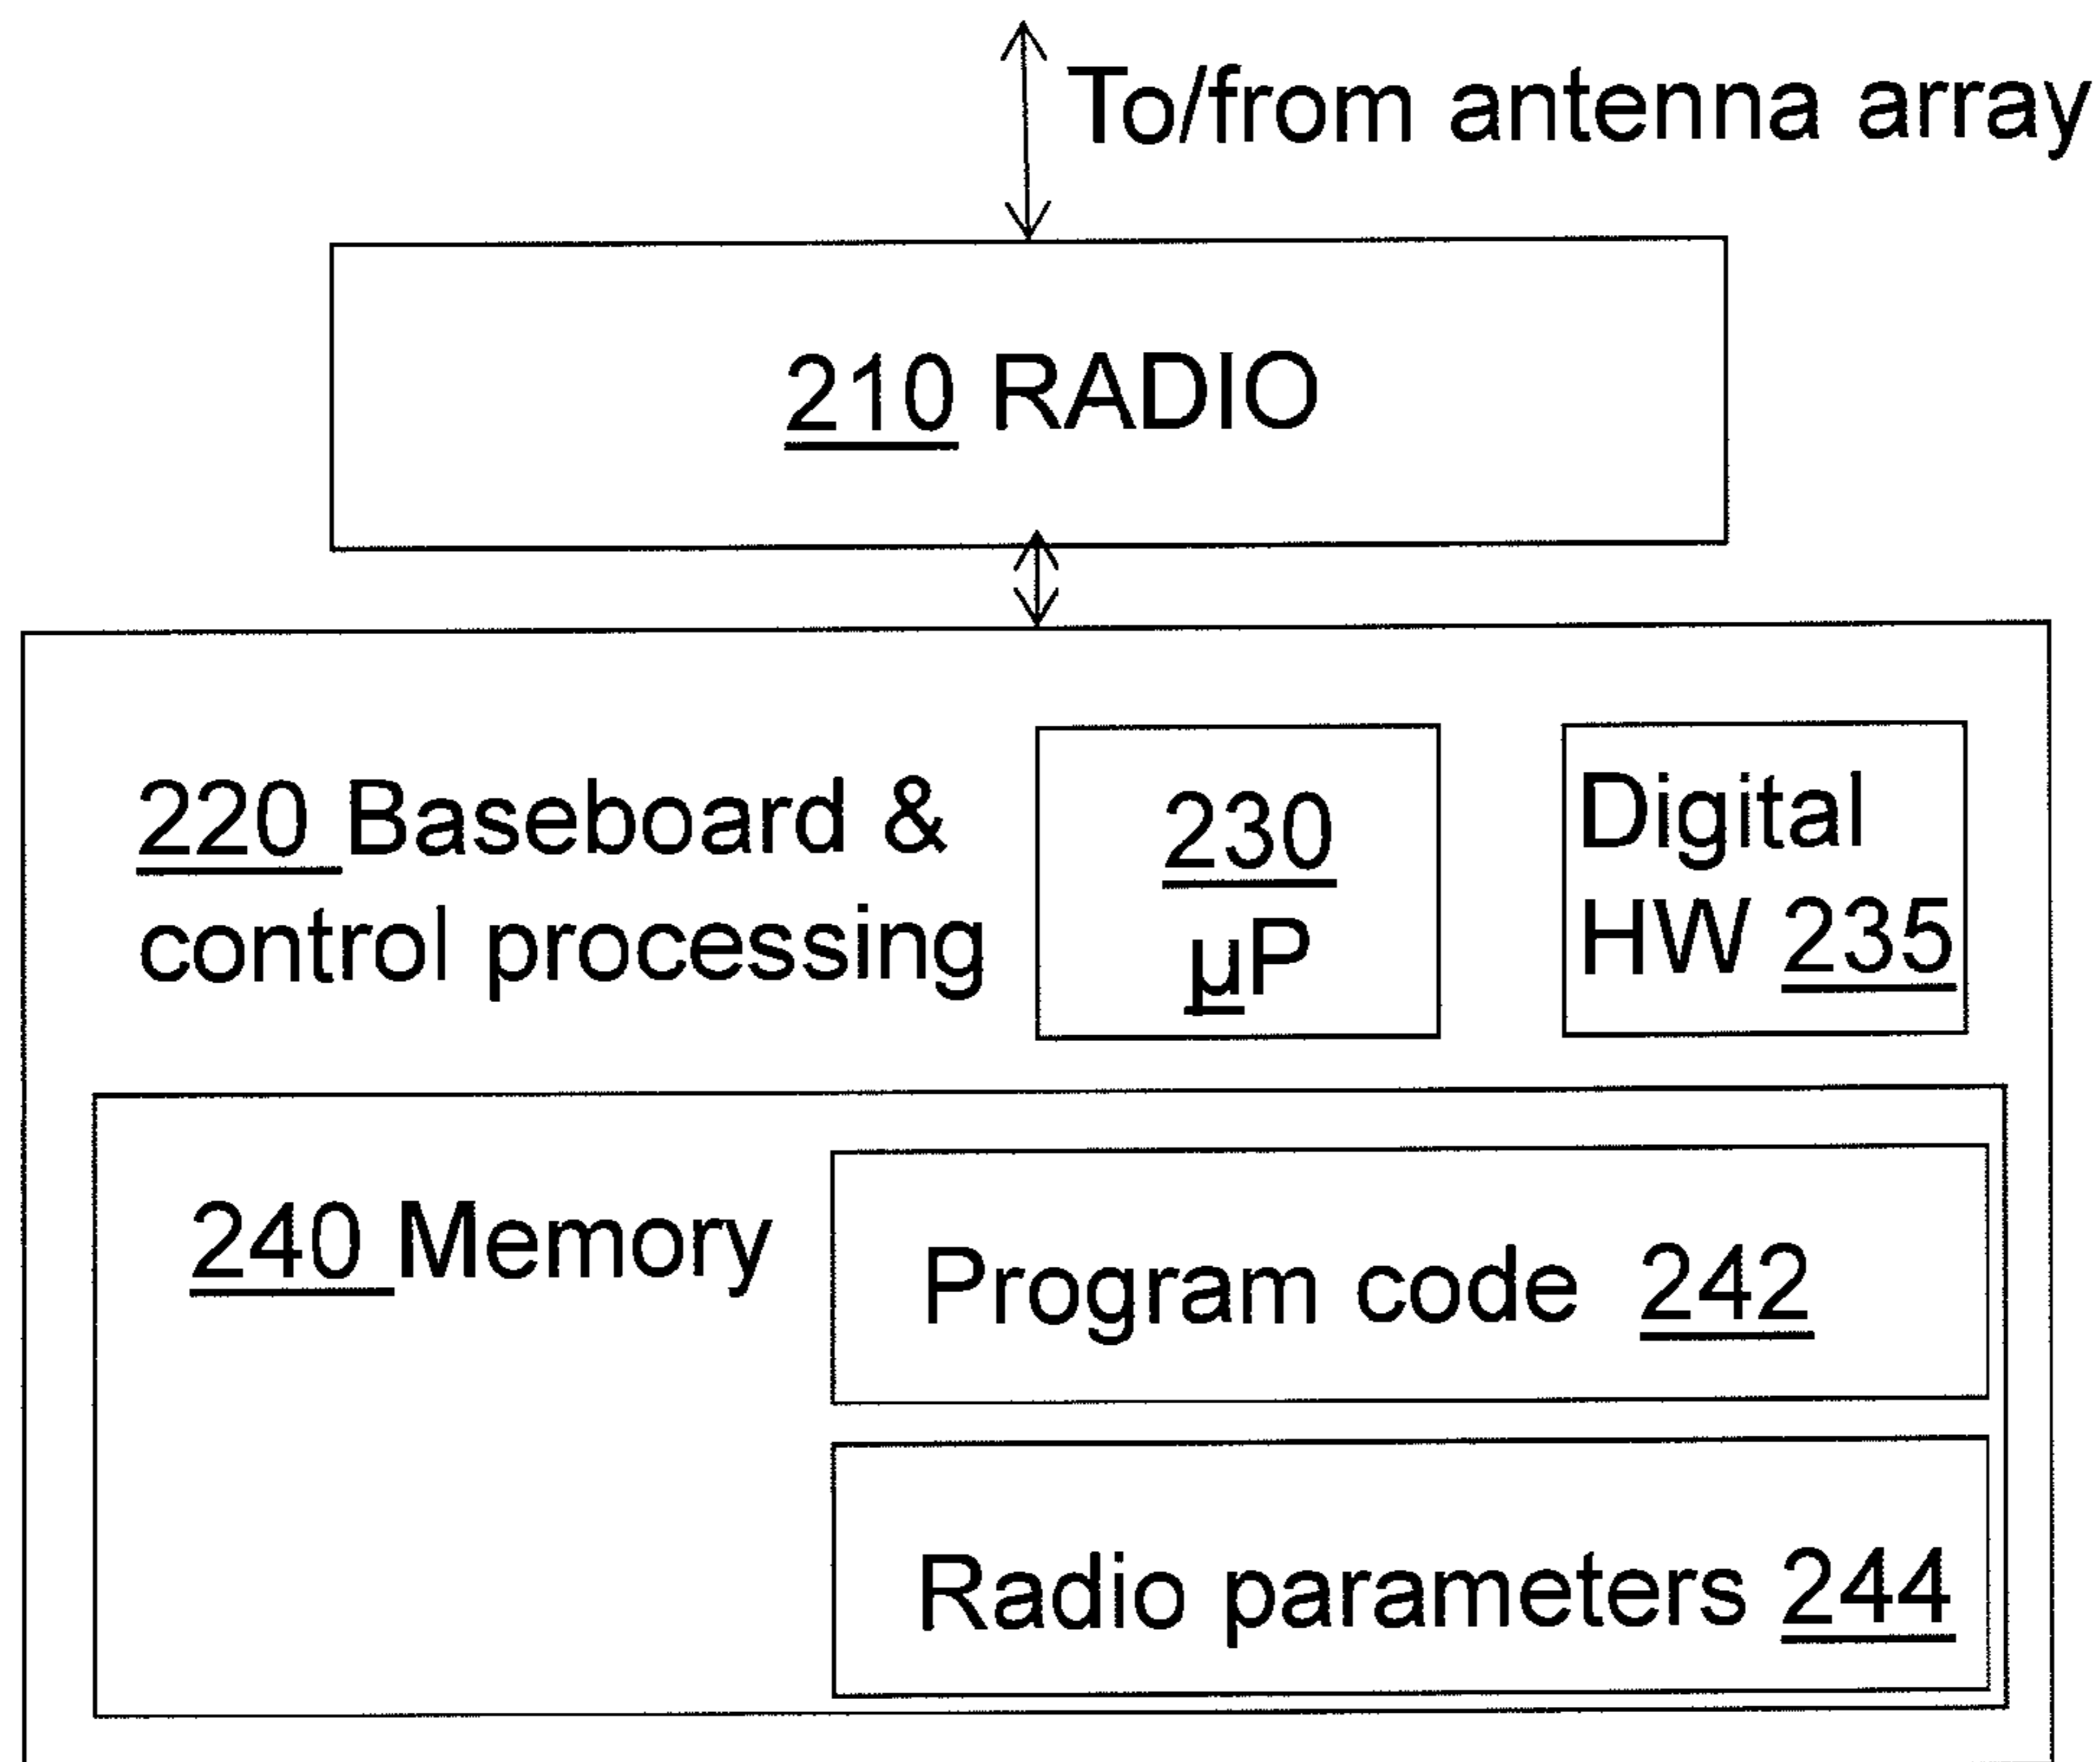 To/from antenna array
210 RADIO
220 Baseboard &
control processing
230
µP
Digital
HW 235
240 Memory
Program code 242
Radio parameters 244